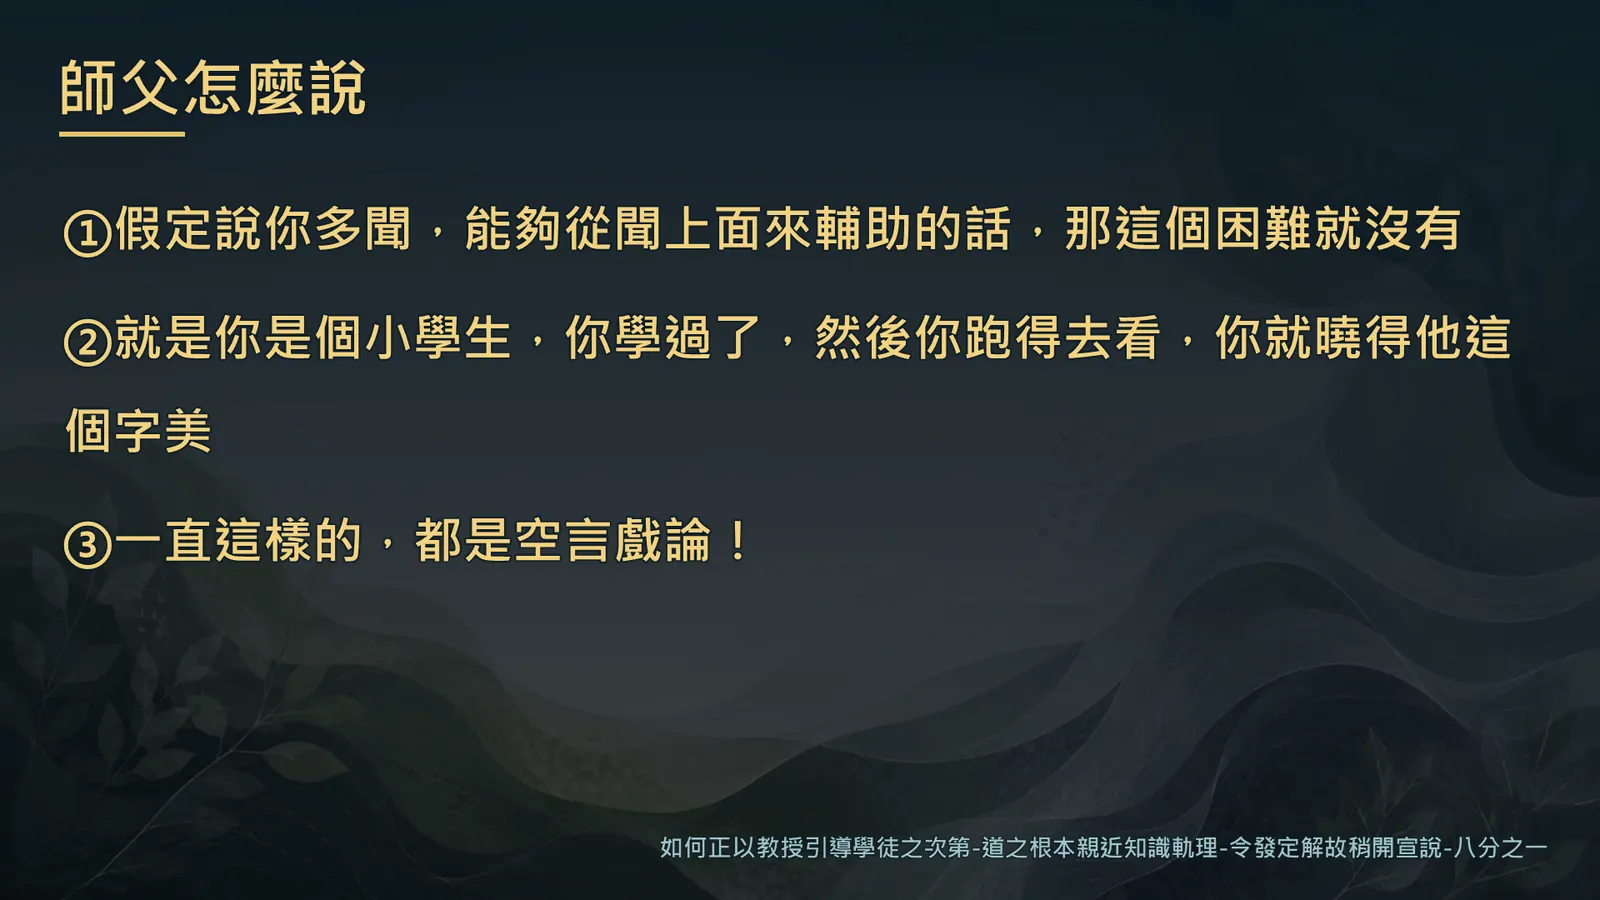 師父怎麼說
①假定說你多聞，能夠從聞上面來輔助的話，那這個困難就沒有
②就是你是個小學生，你學過了，然後你跑得去看，你就曉得他這
個字美
③一直這樣的，都是空言戲論！
如何正以教授引導學徒之次第-道之根本親近知識軌理-令發定解故稍開宣說-八分之一